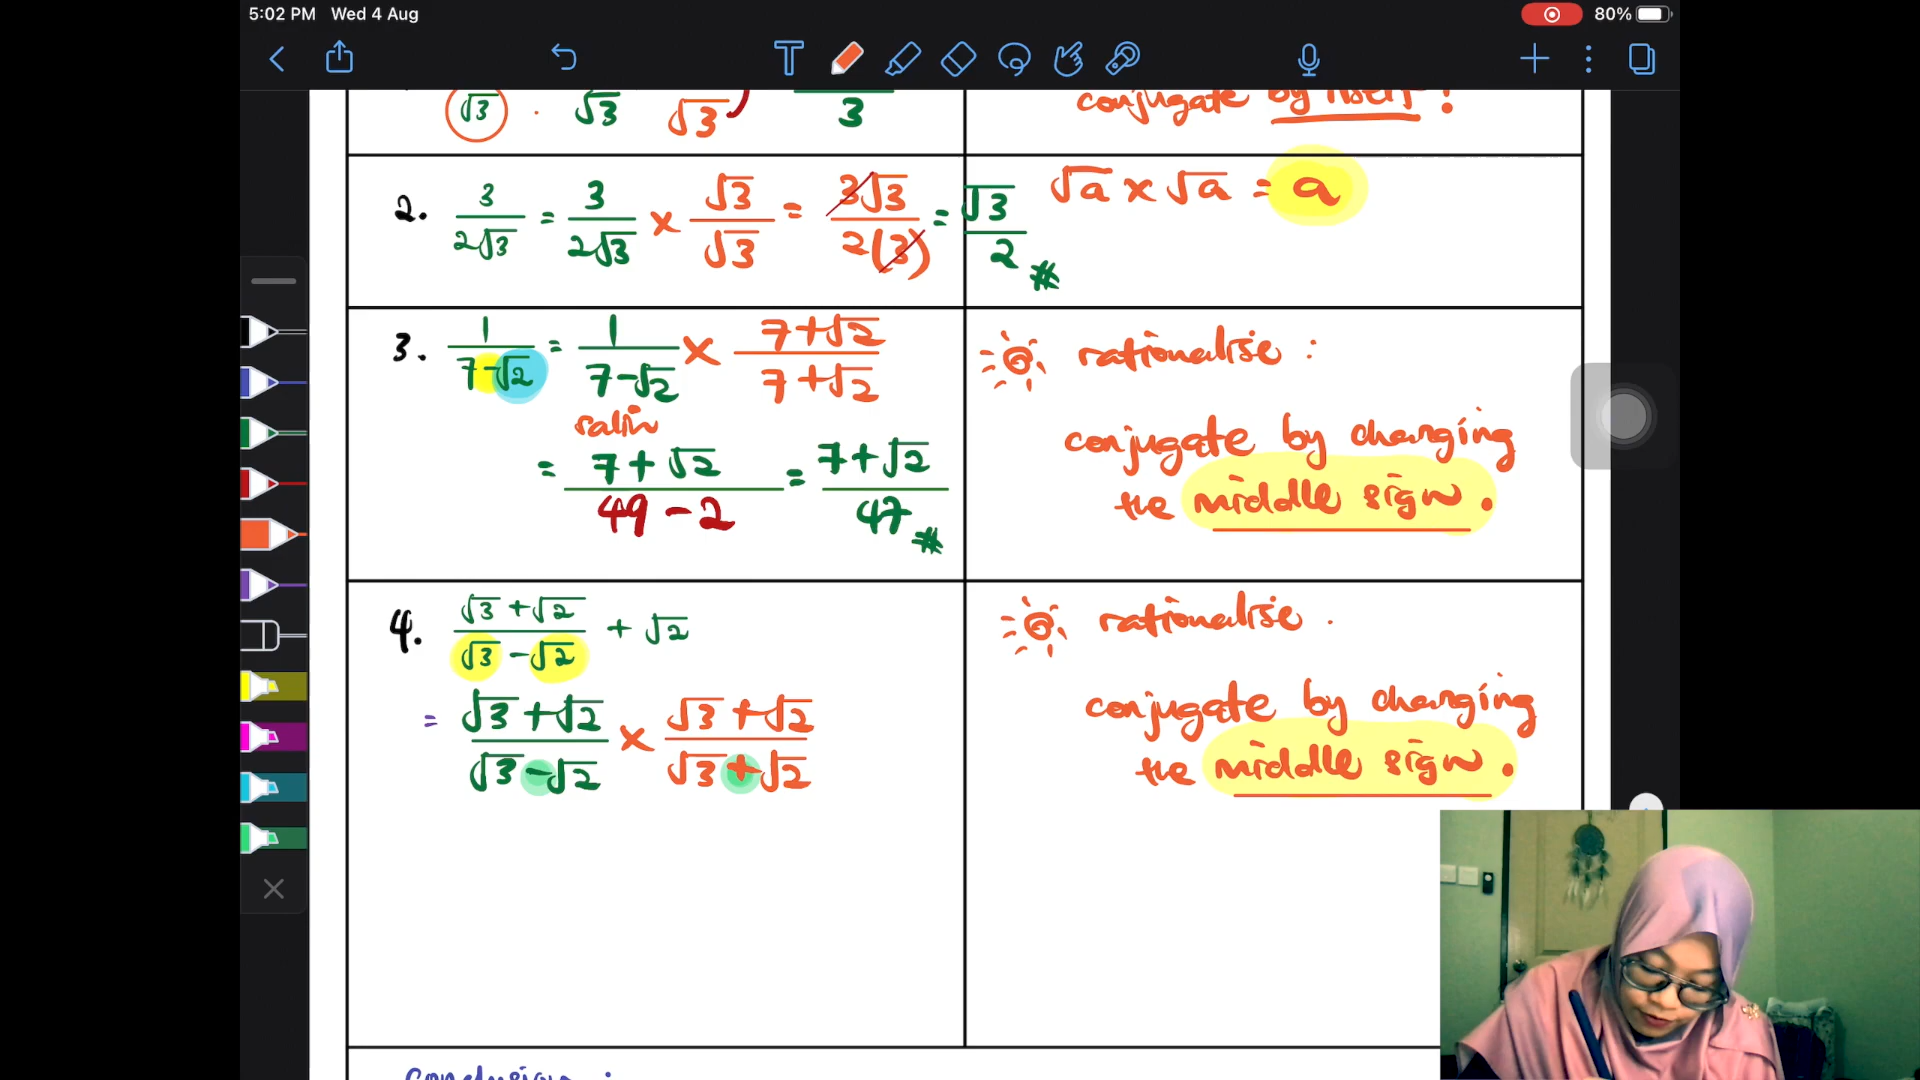 5:02 PM Wed 4 Aug
80%
√3 · √3 √3 3
conjugate by itself !
2. 3/2√3 = 3/2√3 × √3/√3 = 3√3/2(3) = √3/2 #
√a × √a = a
3. 1/7-√2 = 1/7-√2 × 7+√2/7+√2
rationalise :
salin
conjugate by changing
= 7+√2/49-2 = 7+√2/47 #
the middle sign.
4. √3+√2/√3-√2 + √2
rationalise .
= √3+√2/√3-√2 × √3+√2/√3+√2
conjugate by changing
the middle sign.
Conclusion :